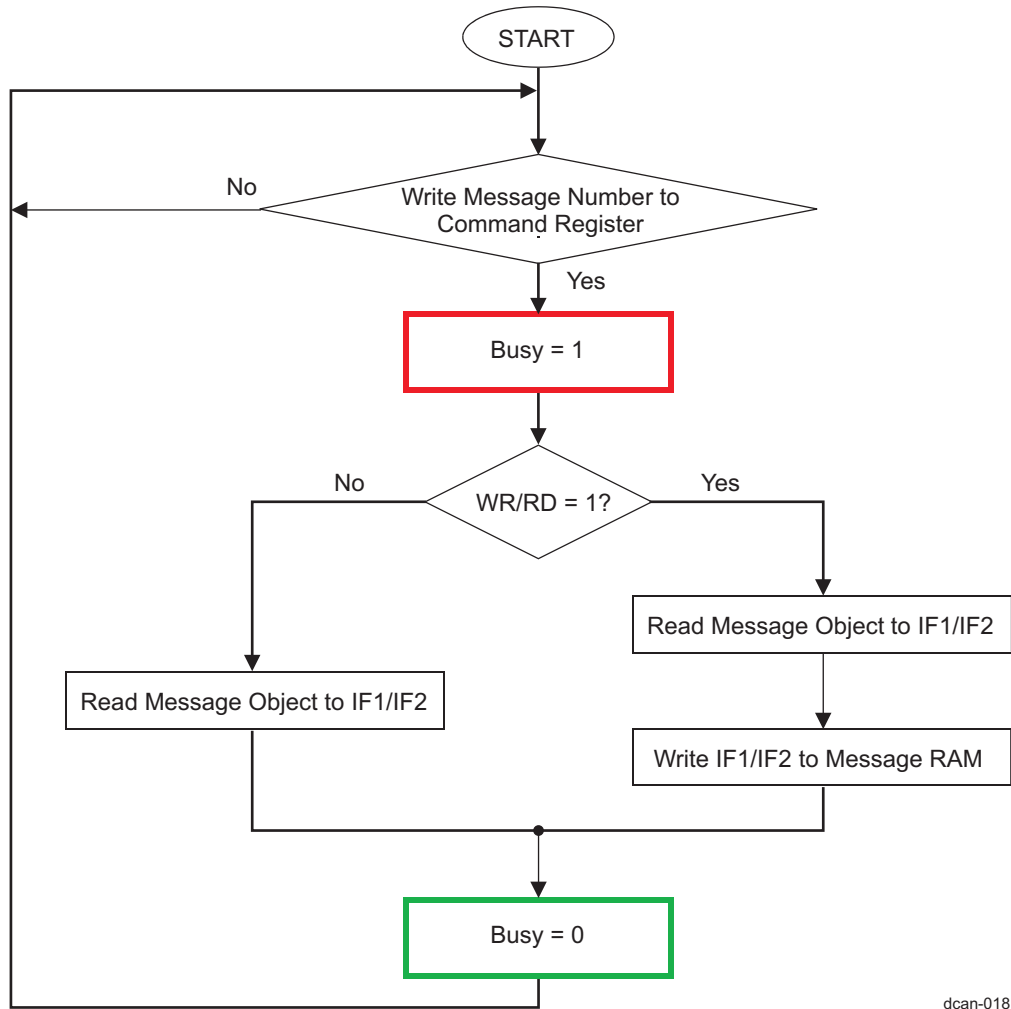 START
No
Write Message Number to
Command Register
Yes
Busy = 1
No
WR/RD = 1?
Yes
Read Message Object to IF1/IF2
Read Message Object to IF1/IF2
Write IF1/IF2 to Message RAM
Busy = 0
dcan-018